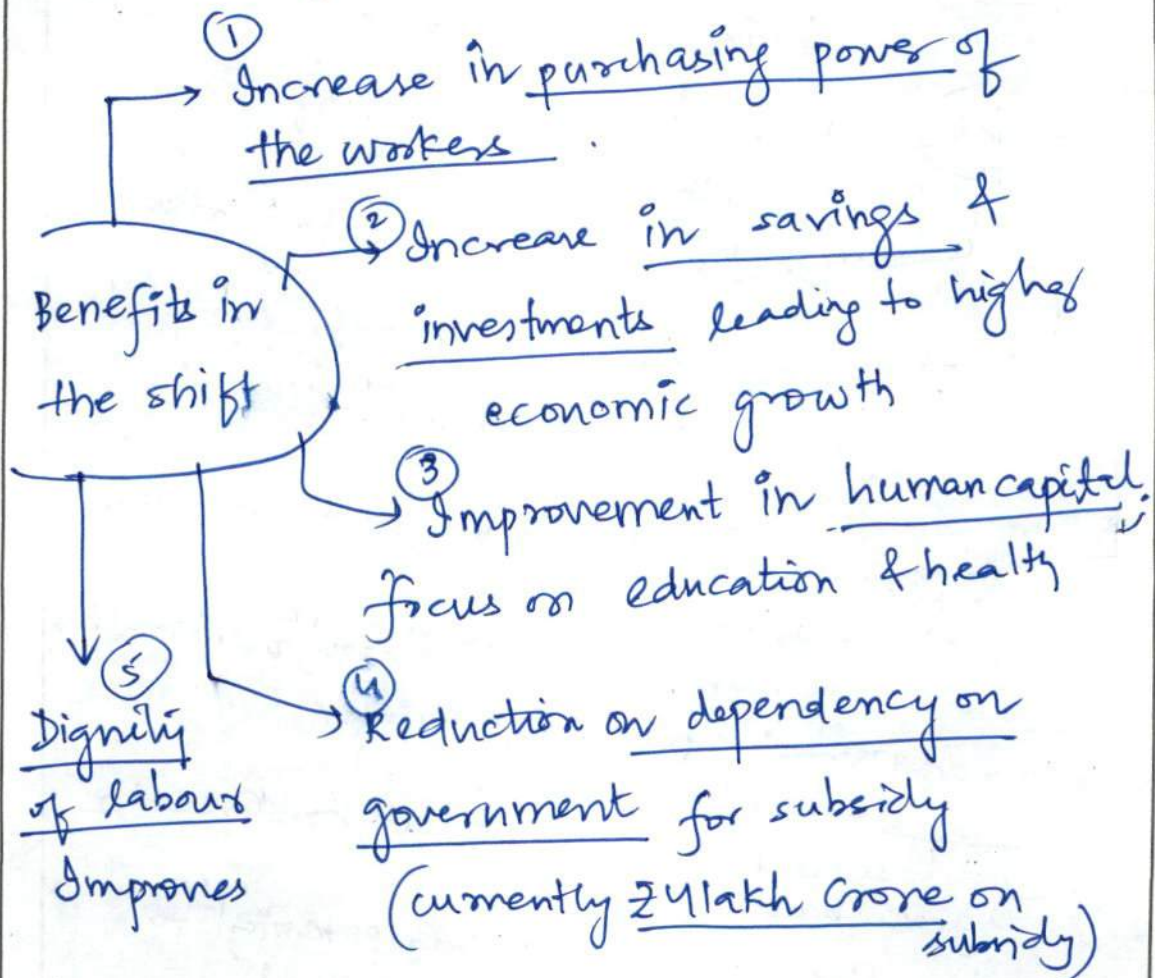 Benefits in
the shift
①
Increase in purchasing power of
the workers
②
Increase in savings &
investments leading to higher
economic growth
③
Improvement in human capital;
focus on education & health
④
Reduction on dependency on
government for subsidy
(currently ₹4lakh Crore on
subsidy)
⑤
Dignity
of labour
Improves